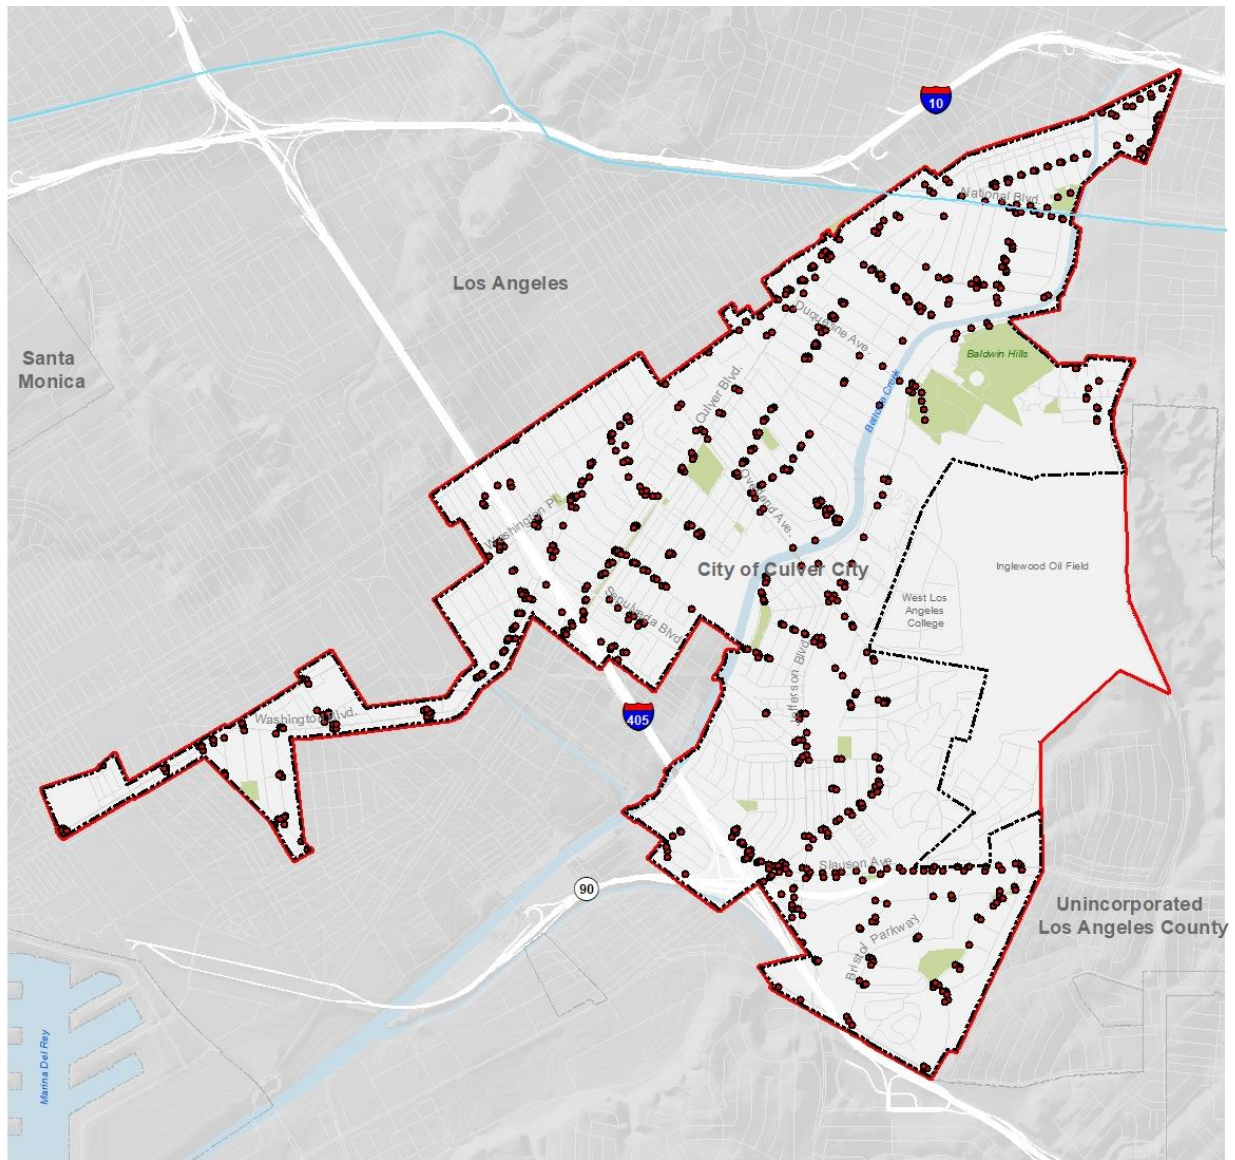 10
National Blvd.
Los Angeles
Duquesne Ave.
Santa
Monica
Baldwin Hills
Culver Blvd.
Ballona Creek
Overland Ave.
Washington Pl.
City of Culver City
Inglewood Oil Field
West Los
Angeles
College
Sepulveda Blvd.
Jefferson Blvd.
Washington Blvd.
405
Slauson Ave.
90
Unincorporated
Los Angeles County
Bristol Parkway
Marina Del Rey